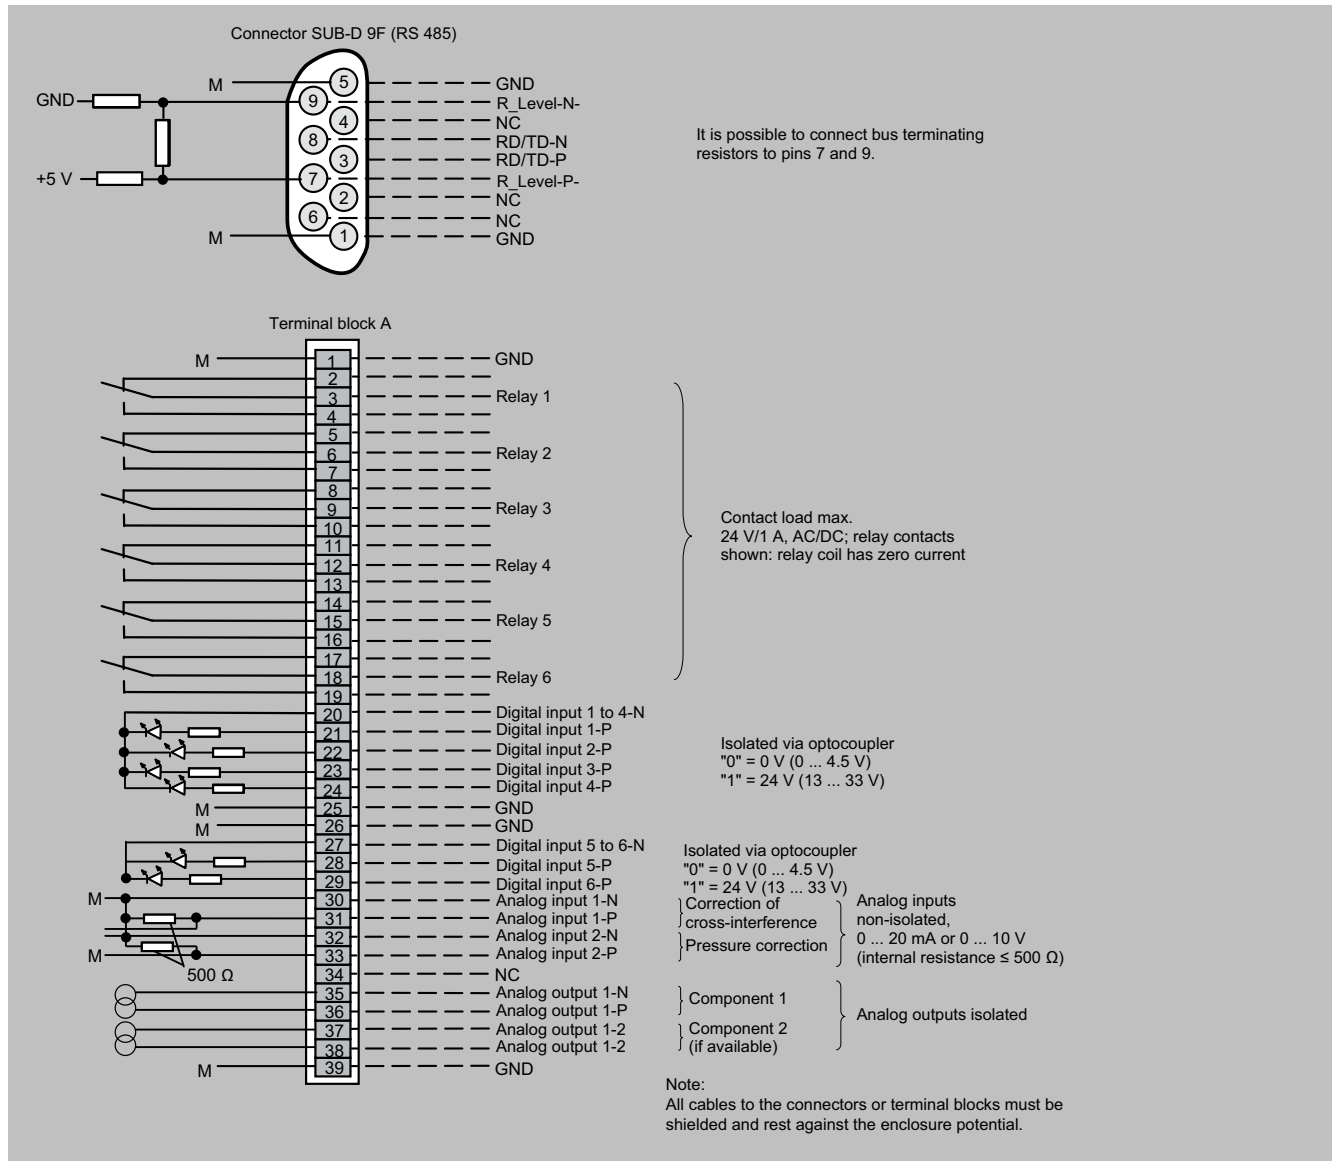 Connector SUB-D 9F (RS 485)
M
5
GND
GND
9
R_Level-N-
4
NC
8
RD/TD-N
3
RD/TD-P
+5 V
7
R_Level-P-
2
NC
6
NC
M
1
GND
It is possible to connect bus terminating
resistors to pins 7 and 9.
Terminal block A
M
1
GND
2
3
Relay 1
4
5
6
Relay 2
7
8
9
Relay 3
10
11
12
Relay 4
13
14
15
Relay 5
16
17
18
Relay 6
19
Contact load max.
24 V/1 A, AC/DC; relay contacts
shown: relay coil has zero current
20
Digital input 1 to 4-N
21
Digital input 1-P
22
Digital input 2-P
23
Digital input 3-P
24
Digital input 4-P
Isolated via optocoupler
"0" = 0 V (0 ... 4.5 V)
"1" = 24 V (13 ... 33 V)
M
25
GND
M
26
GND
27
Digital input 5 to 6-N
28
Digital input 5-P
29
Digital input 6-P
Isolated via optocoupler
"0" = 0 V (0 ... 4.5 V)
"1" = 24 V (13 ... 33 V)
M
30
Analog input 1-N
31
Analog input 1-P
Correction of
cross-interference
32
Analog input 2-N
M
33
Analog input 2-P
Pressure correction
Analog inputs
non-isolated,
0 ... 20 mA or 0 ... 10 V
(internal resistance ≤ 500 Ω)
500 Ω
34
NC
35
Analog output 1-N
36
Analog output 1-P
Component 1
37
Analog output 1-2
38
Analog output 1-2
Component 2
(if available)
Analog outputs isolated
M
39
GND
Note:
All cables to the connectors or terminal blocks must be
shielded and rest against the enclosure potential.